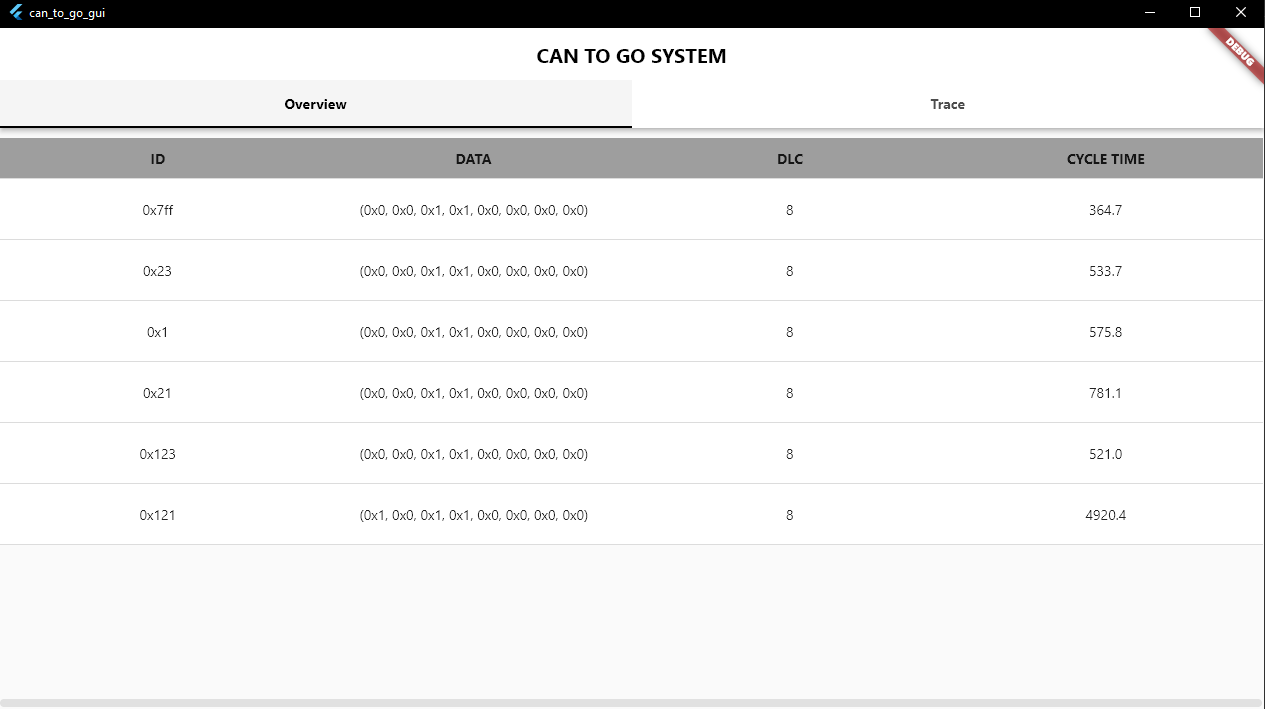 can_to_go_gui
CAN TO GO SYSTEM
DEBUG
Overview Trace
ID DATA DLC CYCLE TIME
0x7ff (0x0, 0x0, 0x1, 0x1, 0x0, 0x0, 0x0, 0x0) 8 364.7
0x23 (0x0, 0x0, 0x1, 0x1, 0x0, 0x0, 0x0, 0x0) 8 533.7
0x1 (0x0, 0x0, 0x1, 0x1, 0x0, 0x0, 0x0, 0x0) 8 575.8
0x21 (0x0, 0x0, 0x1, 0x1, 0x0, 0x0, 0x0, 0x0) 8 781.1
0x123 (0x0, 0x0, 0x1, 0x1, 0x0, 0x0, 0x0, 0x0) 8 521.0
0x121 (0x1, 0x0, 0x1, 0x1, 0x0, 0x0, 0x0, 0x0) 8 4920.4